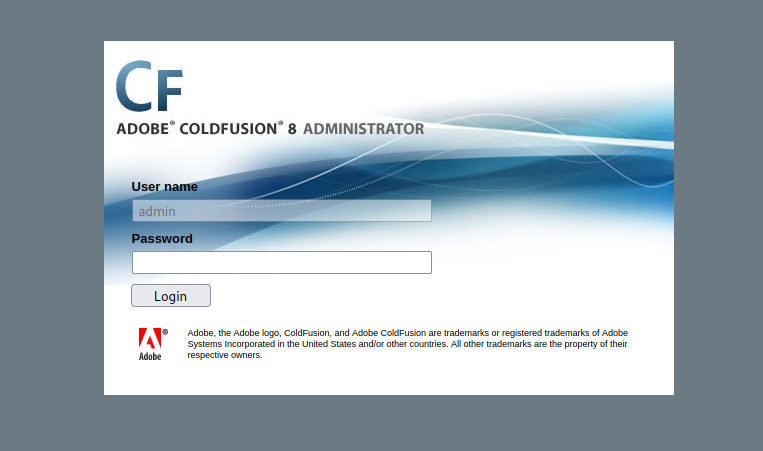 CF
ADOBE® COLDFUSION® 8 ADMINISTRATOR
User name
admin
Password
Login
Adobe, the Adobe logo, ColdFusion, and Adobe ColdFusion are trademarks or registered trademarks of Adobe
Systems Incorporated in the United States and/or other countries. All other trademarks are the property of their
respective owners.
®
Adobe